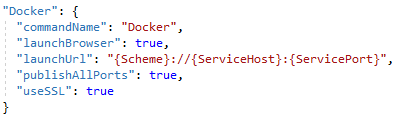 "Docker": {
  "commandName": "Docker",
  "launchBrowser": true,
  "launchUrl": "{Scheme}://{ServiceHost}:{ServicePort}",
  "publishAllPorts": true,
  "useSSL": true
}